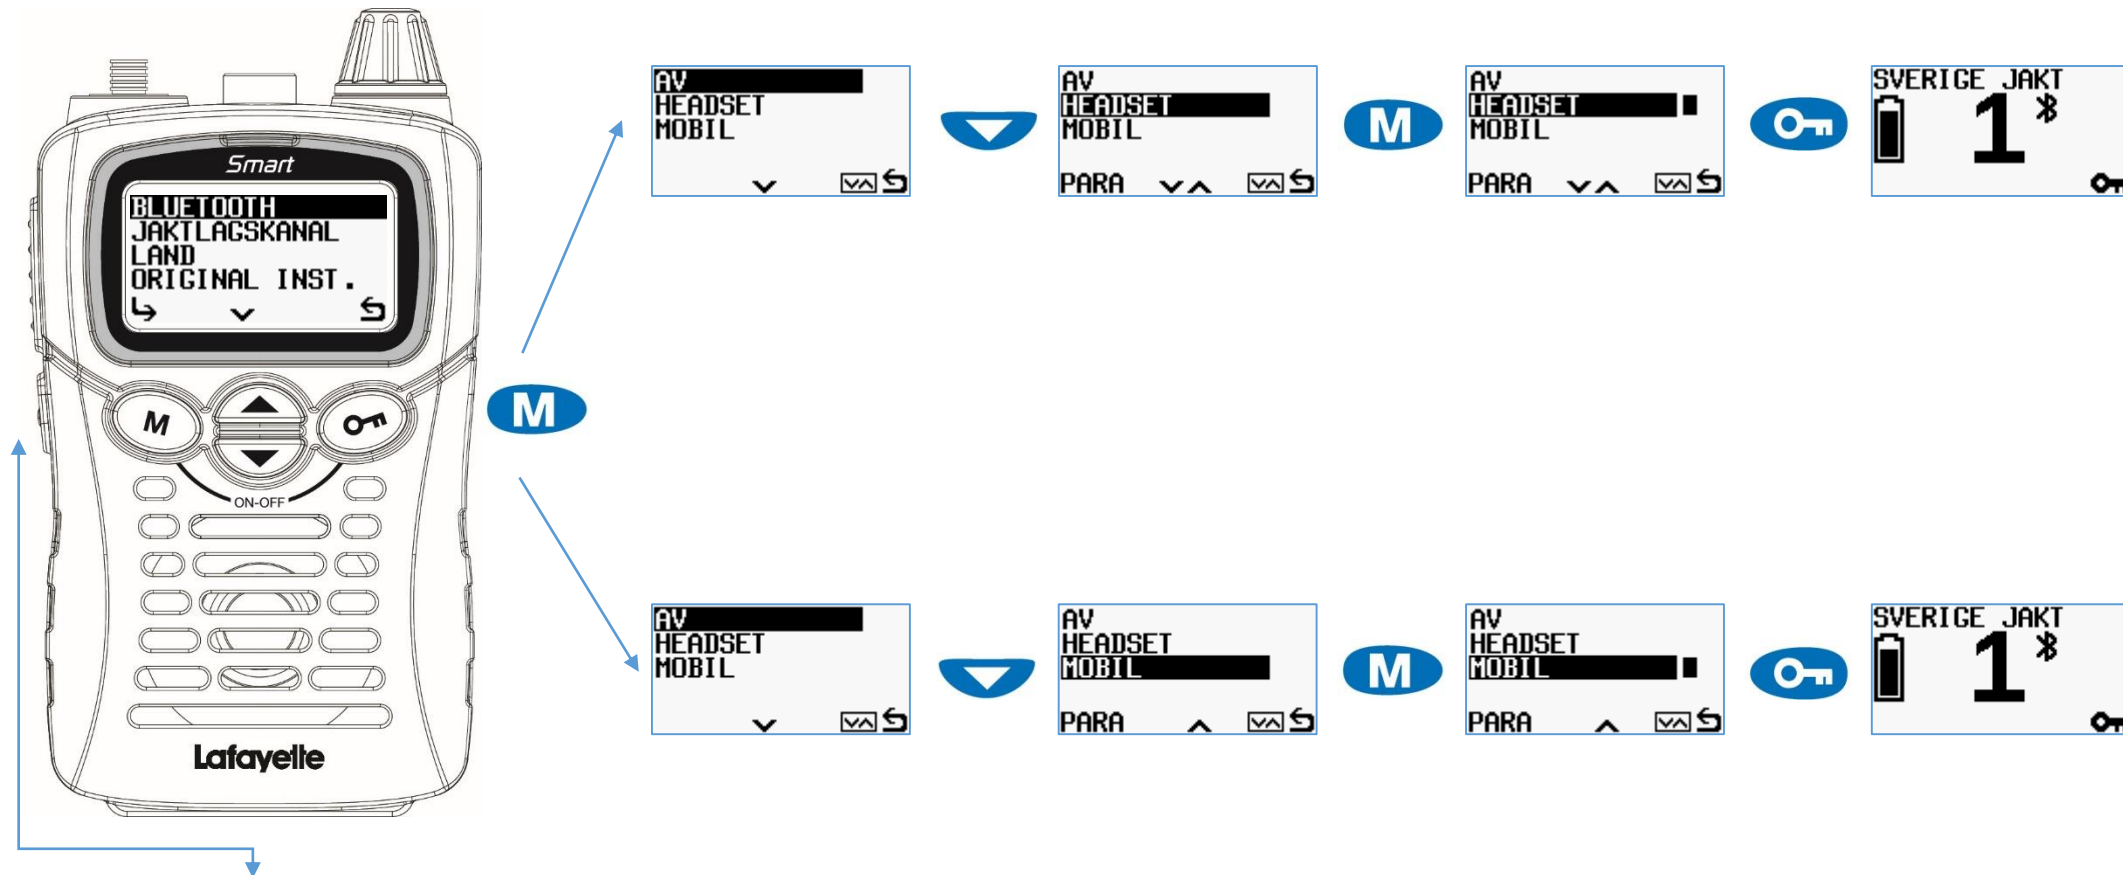 Smart
BLUETOOTH
JAKTLAGSKANAL
LAND
ORIGINAL INST.
M
ON-OFF
Lafayette
M
AV
HEADSET
MOBIL
AV
HEADSET
MOBIL
PARA
M
AV
HEADSET
MOBIL
PARA
SVERIGE JAKT
1
AV
HEADSET
MOBIL
AV
HEADSET
MOBIL
PARA
M
AV
HEADSET
MOBIL
PARA
SVERIGE JAKT
1